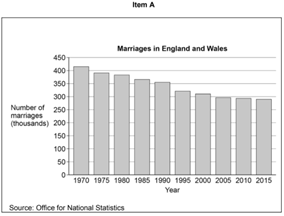 Item A
Marriages in England and Wales
450
400
350
300
250
200
150
100
50
0
Number of
marriages
(thousands)
1970 1975 1980 1985 1990 1995 2000 2005 2010 2015
Year
Source: Office for National Statistics